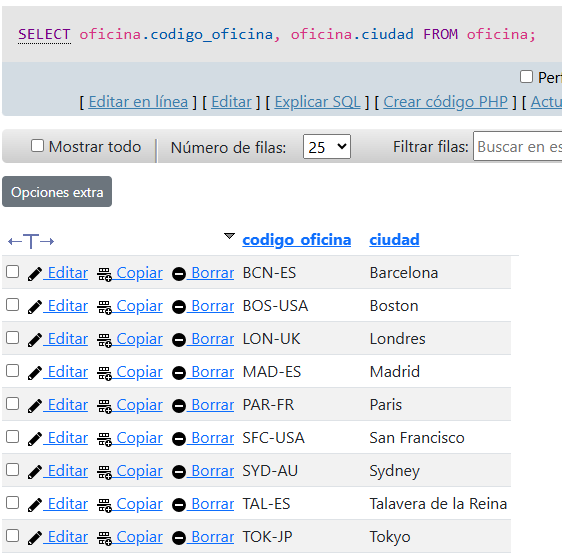 SELECT oficina.codigo_oficina, oficina.ciudad FROM oficina;
[ Editar en línea ] [ Editar ] [ Explicar SQL ] [ Crear código PHP ] [
Mostrar todo Número de filas: 25 Filtrar filas: Buscar en
Opciones extra
←T→ codigo_oficina ciudad
Editar Copiar Borrar BCN-ES Barcelona
Editar Copiar Borrar BOS-USA Boston
Editar Copiar Borrar LON-UK Londres
Editar Copiar Borrar MAD-ES Madrid
Editar Copiar Borrar PAR-FR Paris
Editar Copiar Borrar SFC-USA San Francisco
Editar Copiar Borrar SYD-AU Sydney
Editar Copiar Borrar TAL-ES Talavera de la Reina
Editar Copiar Borrar TOK-JP Tokyo